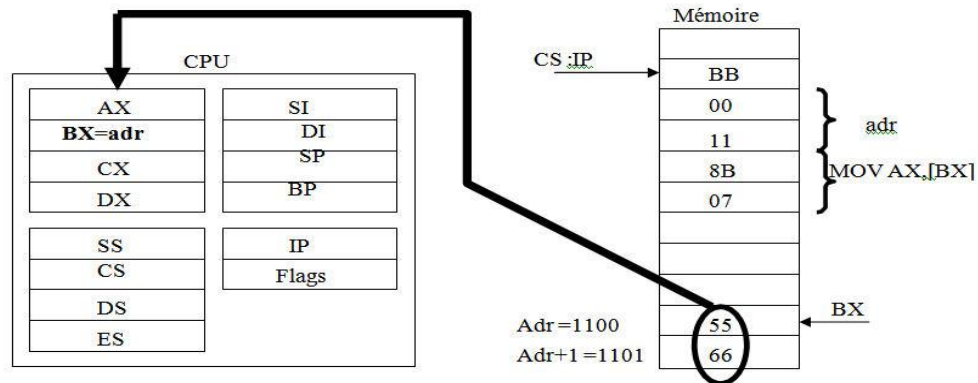 Mémoire
CPU
CS :IP
BB
AX
SI
00
BX=adr
DI
adr
11
SP
CX
8B
MOV AX,[BX]
BP
DX
07
SS
IP
CS
Flags
DS
Adr =1100
55
BX
ES
Adr+1 =1101
66